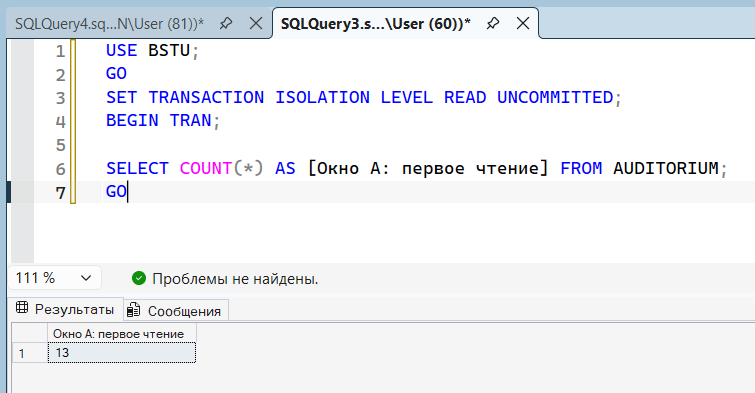 SQLQuery4.sq...N\User (81))*
SQLQuery3.s...\User (60))*
1 USE BSTU;
2 GO
3 SET TRANSACTION ISOLATION LEVEL READ UNCOMMITTED;
4 BEGIN TRAN;
5
6 SELECT COUNT(*) AS [Окно А: первое чтение] FROM AUDITORIUM;
7 GO
111 %
Проблемы не найдены.
Результаты
Сообщения
Окно А: первое чтение
1 13